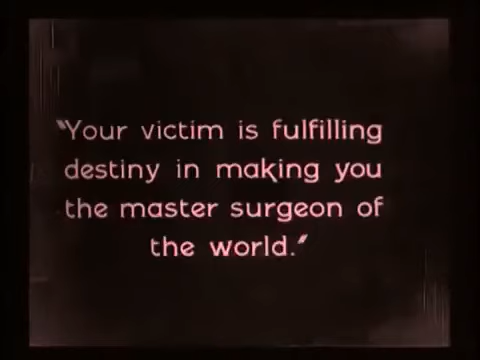 "Your victim is fulfilling
destiny in making you
the master surgeon of
the world."